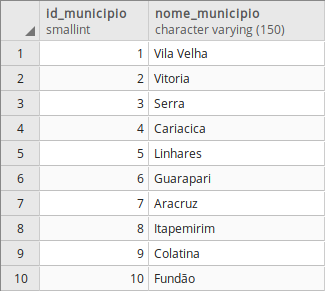 id_municipio nome_municipio
smallint character varying (150)
1 1 Vila Velha
2 2 Vitoria
3 3 Serra
4 4 Cariacica
5 5 Linhares
6 6 Guarapari
7 7 Aracruz
8 8 Itapemirim
9 9 Colatina
10 10 Fundão